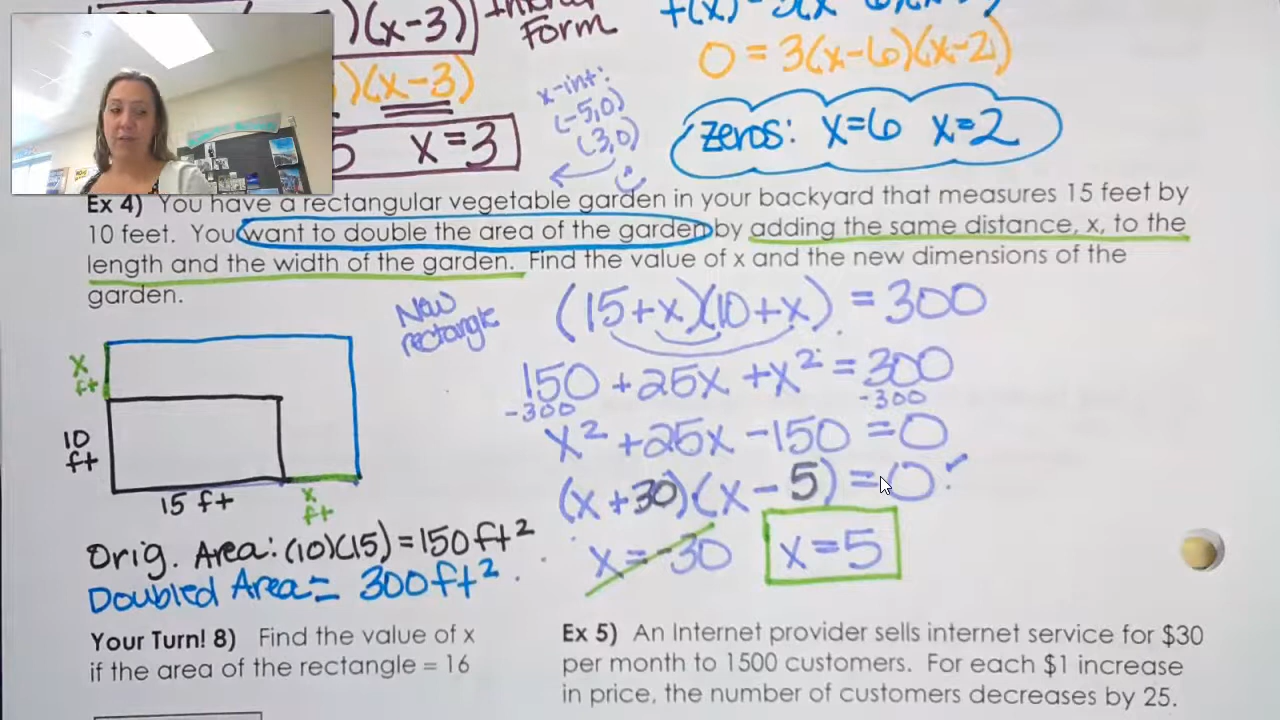 )(x-3)
Form
(x-3)
x=3
x-int:
(-5,0)
(3,0)
0 = 3(x-6)(x-2)
zeros: x=6 x=2
Ex 4) You have a rectangular vegetable garden in your backyard that measures 15 feet by
10 feet. You want to double the area of the garden by adding the same distance, x, to the
length and the width of the garden. Find the value of x and the new dimensions of the
garden.
New
rectangle
(15+x)(10+x) = 300
150 +25x +x² = 300
-300 -300
x² +25x -150 = 0
(x +30)(x - 5) = 0
x = -30 x = 5
x
ft
10
ft
15 ft
x
ft
Orig. Area: (10)(15) = 150 ft²
Doubled Area = 300 ft².
Your Turn! 8) Find the value of x
if the area of the rectangle = 16
Ex 5) An Internet provider sells internet service for $30
per month to 1500 customers. For each $1 increase
in price, the number of customers decreases by 25.